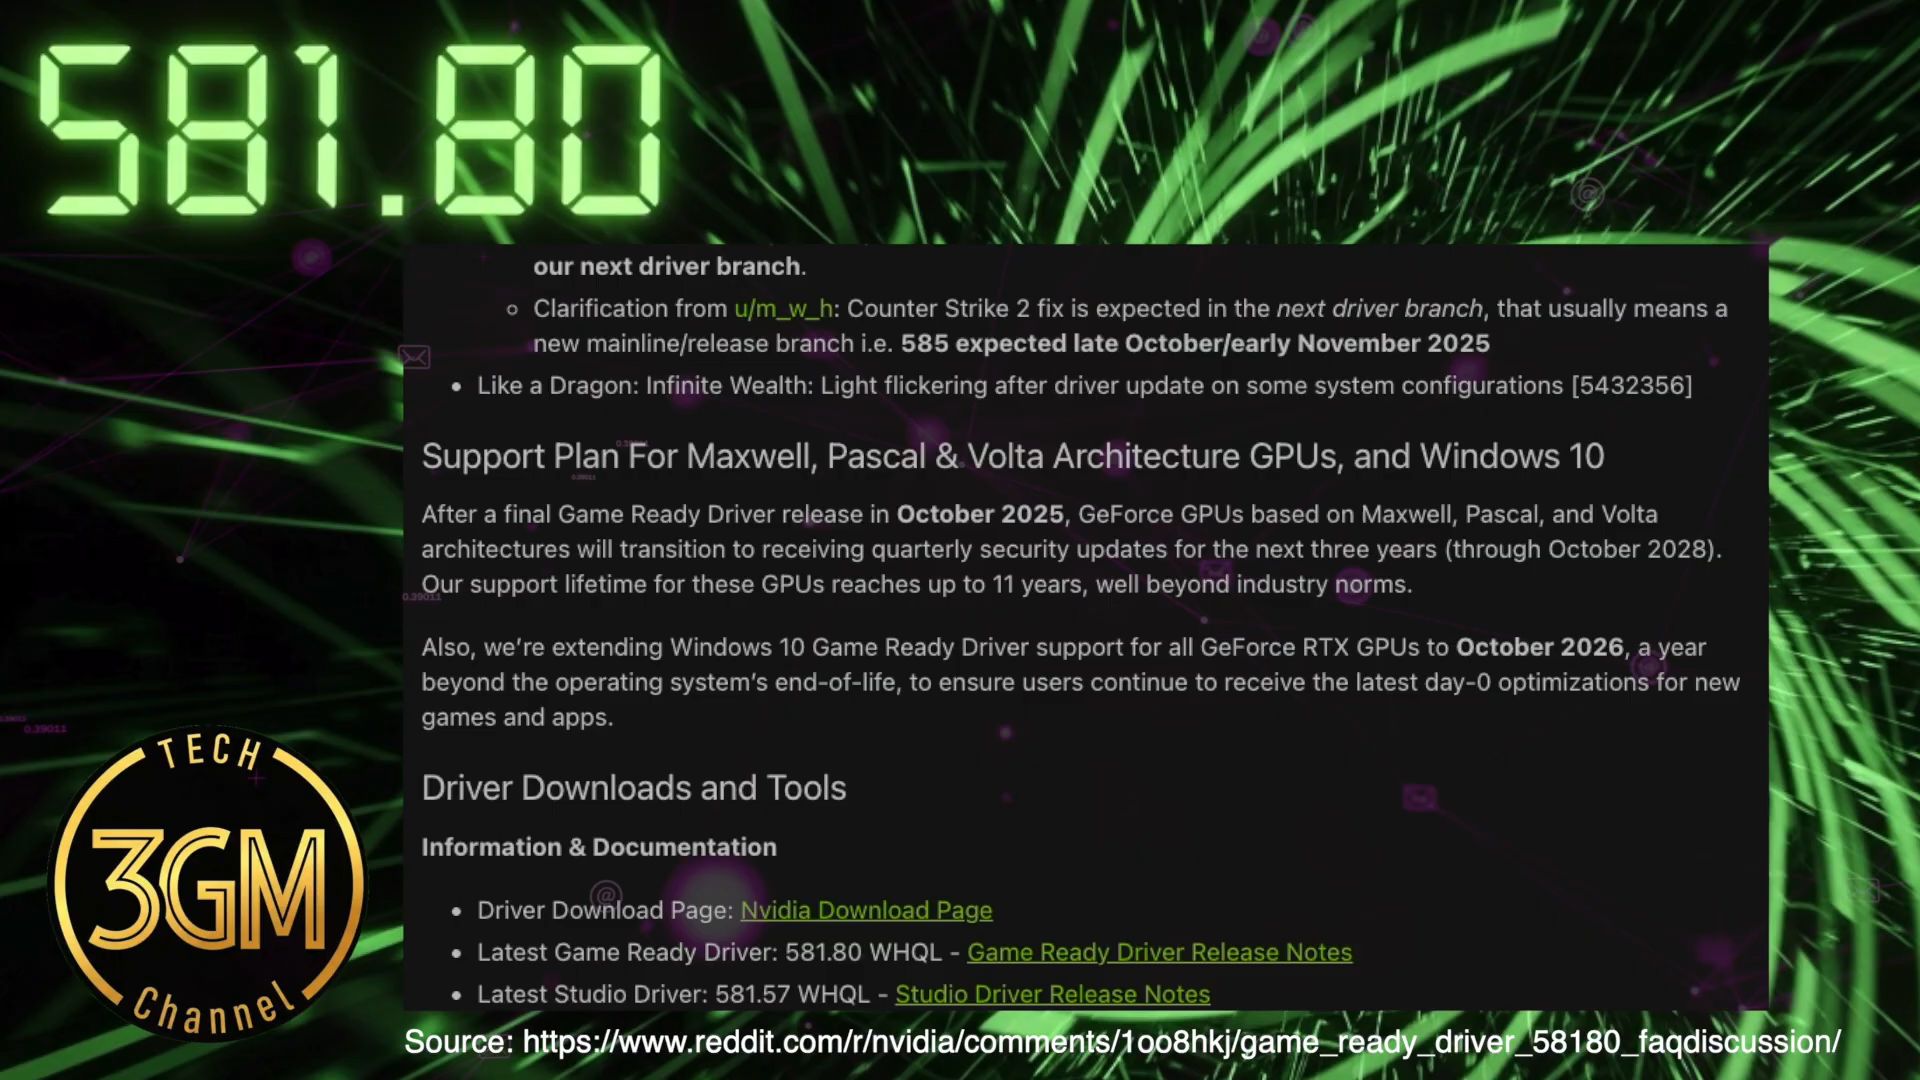 581.80
our next driver branch.
Clarification from u/m_w_h: Counter Strike 2 fix is expected in the next driver branch, that usually means a
new mainline/release branch i.e. 585 expected late October/early November 2025
Like a Dragon: Infinite Wealth: Light flickering after driver update on some system configurations [5432356]
0.39011
Support Plan For Maxwell, Pascal & Volta Architecture GPUs, and Windows 10
0.39011
After a final Game Ready Driver release in October 2025, GeForce GPUs based on Maxwell, Pascal, and Volta
architectures will transition to receiving quarterly security updates for the next three years (through October 2028).
Our support lifetime for these GPUs reaches up to 11 years, well beyond industry norms.
0.39011
Also, we're extending Windows 10 Game Ready Driver support for all GeForce RTX GPUs to October 2026, a year
beyond the operating system's end-of-life, to ensure users continue to receive the latest day-0 optimizations for new
games and apps.
0.39011
0.39011
Driver Downloads and Tools
Information & Documentation
Driver Download Page: Nvidia Download Page
Latest Game Ready Driver: 581.80 WHQL - Game Ready Driver Release Notes
Latest Studio Driver: 581.57 WHQL - Studio Driver Release Notes
TECH
3GM
Channel
Source: https://www.reddit.com/r/nvidia/comments/1oo8hkj/game_ready_driver_58180_faqdiscussion/